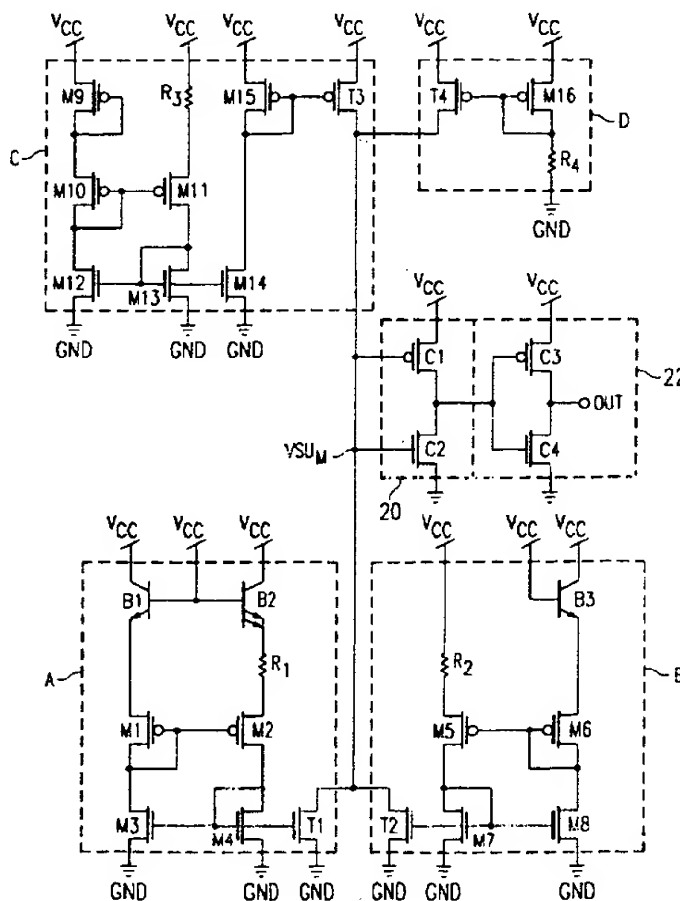 VCC VCC VCC VCC VCC VCC
M9 R3 M15 T3 T4 M16
C D
M10 M11 R4
GND
M12 M13 M14
VCC VCC
GND GND GND
C1 C3 22
OUT
VSUM C2 C4
20
VCC VCC VCC VCC VCC VCC
B1 B2 B3
A R1 R2 B
M1 M2 M5 M6
M3 M4 T1 T2 M7 M8
GND GND GND GND GND GND